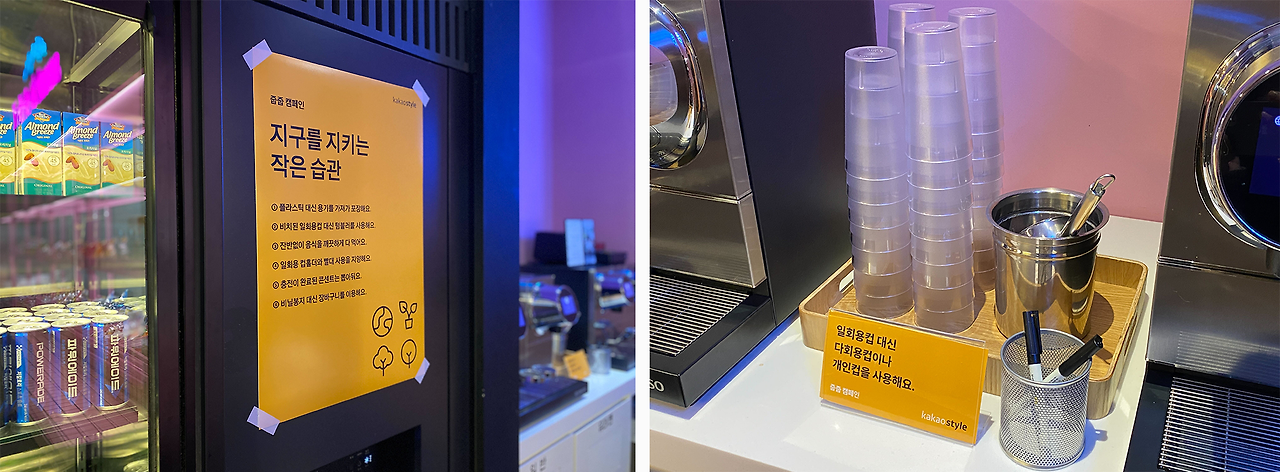 줍줍 캠페인
kakaostyle
지구를 지키는
작은 습관
① 플라스틱 대신 용기를 가져가 포장해요.
② 비치된 일회용컵 대신 텀블러를 사용해요.
③ 잔반없이 음식을 깨끗하게 다 먹어요.
④ 일회용 컵홀더와 빨대 사용을 지양해요.
⑤ 충전이 완료된 콘센트는 뽑아둬요.
⑥ 비닐봉지 대신 장바구니를 이용해요.
Almond
Breeze
ORIGINAL
Almond
Breeze
Almond
Breeze
POWERADE
파워에이드
파워에이드
일회용컵 대신
다회용컵이나
개인컵을 사용해요.
줍줍 캠페인
kakaostyle